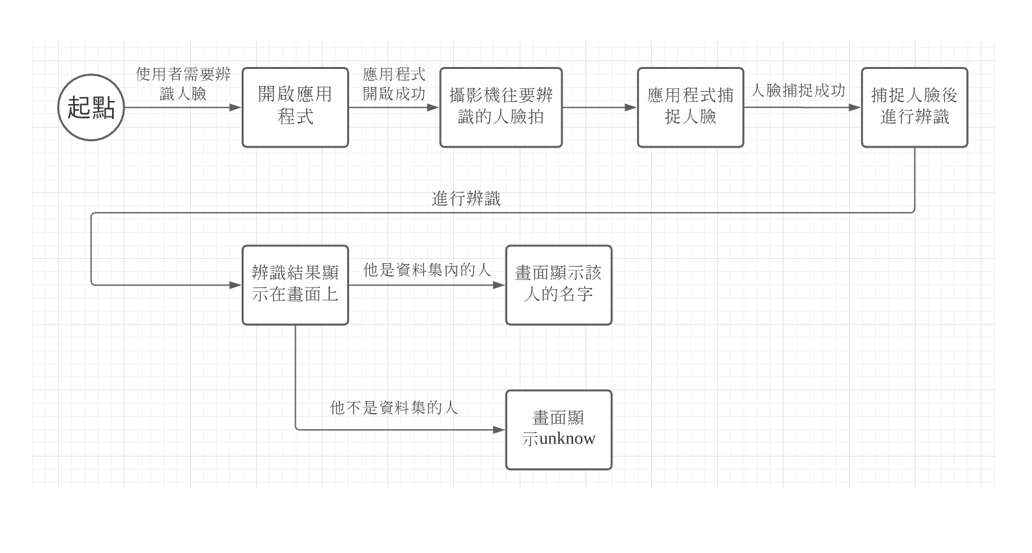 起點
使用者需要辨
識人臉
開啟應用
程式
應用程式
開啟成功
攝影機往要辨
識的人臉拍
應用程式捕
捉人臉
人臉捕捉成功
捕捉人臉後
進行辨識
進行辨識
辨識結果顯
示在畫面上
他是資料集內的人
畫面顯示該
人的名字
他不是資料集的人
畫面顯
示unknow